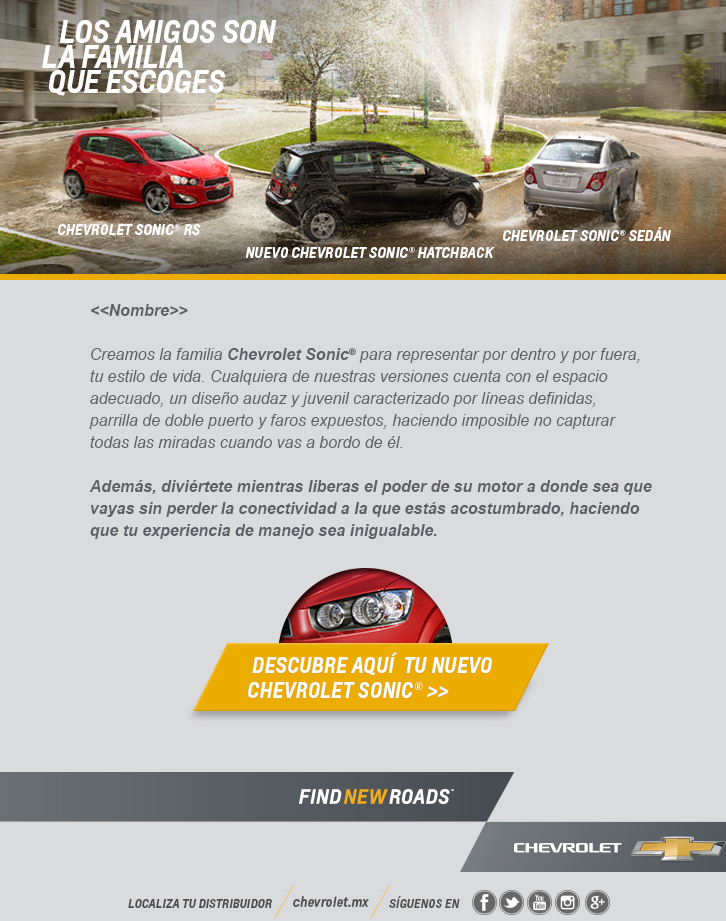 LOS AMIGOS SON
LA FAMILIA
QUE ESCOGES
CHEVROLET SONIC® RS
NUEVO CHEVROLET SONIC® HATCHBACK
CHEVROLET SONIC® SEDÁN
<<Nombre>>
Creamos la familia Chevrolet Sonic® para representar por dentro y por fuera,
tu estilo de vida. Cualquiera de nuestras versiones cuenta con el espacio
adecuado, un diseño audaz y juvenil caracterizado por líneas definidas,
parrilla de doble puerto y faros expuestos, haciendo imposible no capturar
todas las miradas cuando vas a bordo de él.
Además, diviértete mientras liberas el poder de su motor a donde sea que
vayas sin perder la conectividad a la que estás acostumbrado, haciendo
que tu experiencia de manejo sea inigualable.
DESCUBRE AQUÍ TU NUEVO
CHEVROLET SONIC® >>
FIND NEW ROADS™
CHEVROLET
LOCALIZA TU DISTRIBUIDOR / chevrolet.mx / SÍGUENOS EN f You Tube g+